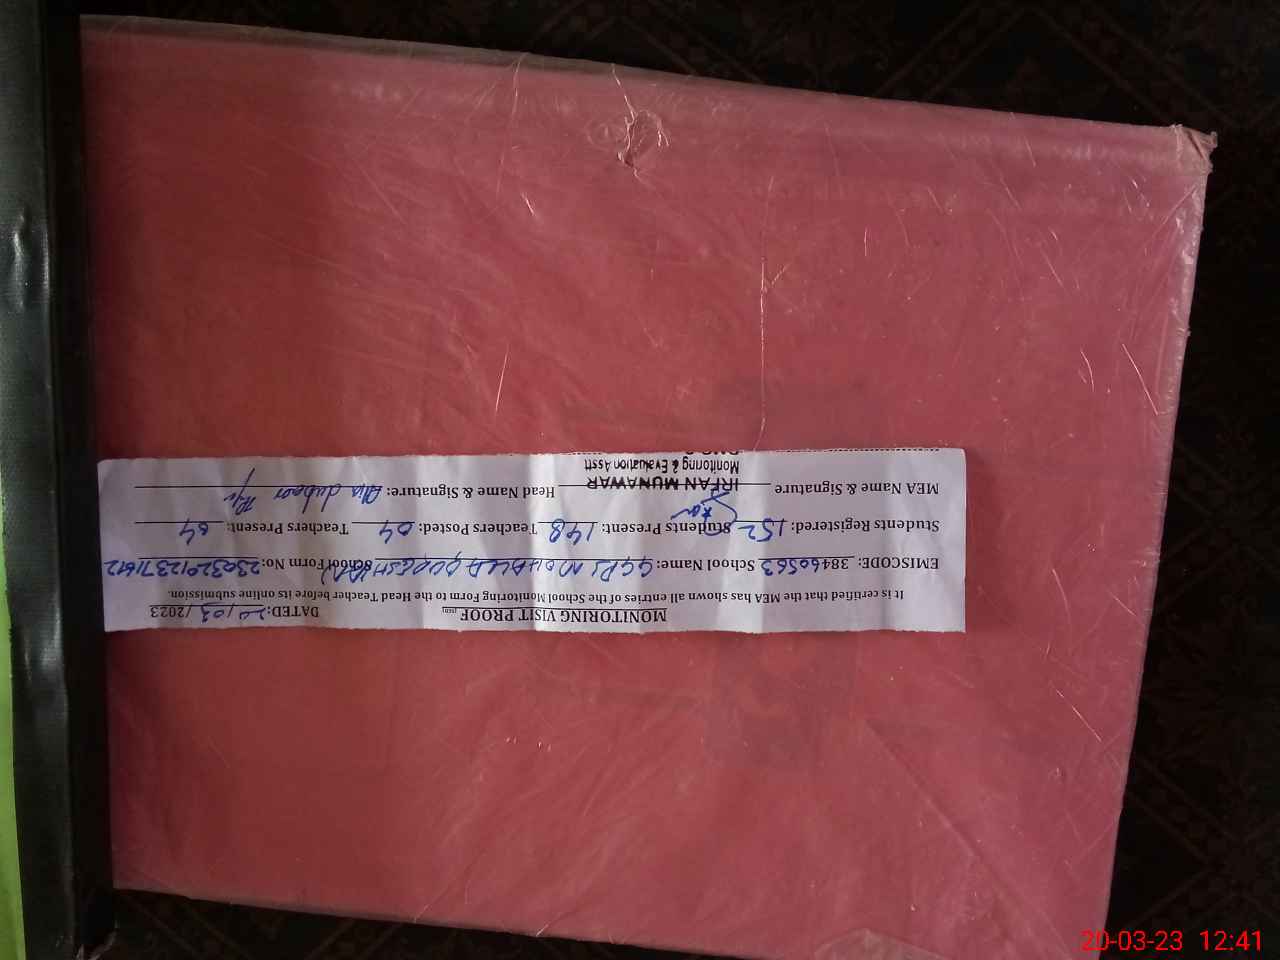 MONITORING VISIT PROOF DATED: 20/03/2023
It is certified that the MEA has shown all entries of the School Monitoring Form to the Head Teacher before its online submission.
EMISCODE: 38460563 School Name: GGPS MOHALLAH School Form No: 23032012371612
Students Registered: 152 Students Present: 148 Teachers Posted: 04 Teachers Present: 04
MEA Name & Signature IRFAN MUNAWAR Head Name & Signature:
Monitoring & Evaluation Asstt
20-03-23 12:41